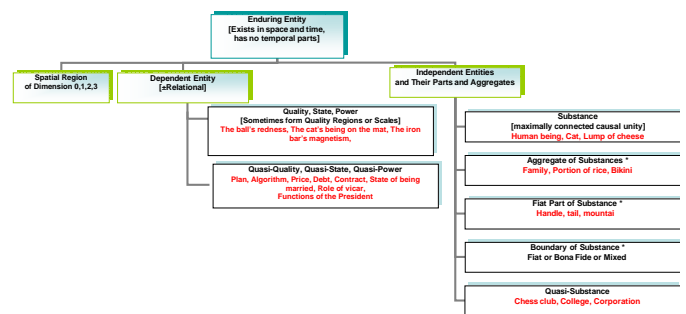 Enduring Entity
[Exists in space and time,
has no temporal parts]
Spatial Region
of Dimension 0,1,2,3
Dependent Entity
[±Relational]
Independent Entities
and Their Parts and Aggregates
Quality, State, Power
[Sometimes form Quality Regions or Scales]
The ball's redness, The cat's being on the mat, The iron
bar's magnetism,
Quasi-Quality, Quasi-State, Quasi-Power
Plan, Algorithm, Price, Debt, Contract, State of being
married, Role of vicar,
Functions of the President
Substance
[maximally connected causal unity]
Human being, Cat, Lump of cheese
Aggregate of Substances *
Family, Portion of rice, Bikini
Fiat Part of Substance *
Handle, tail, mountai
Boundary of Substance *
Fiat or Bona Fide or Mixed
Quasi-Substance
Chess club, College, Corporation